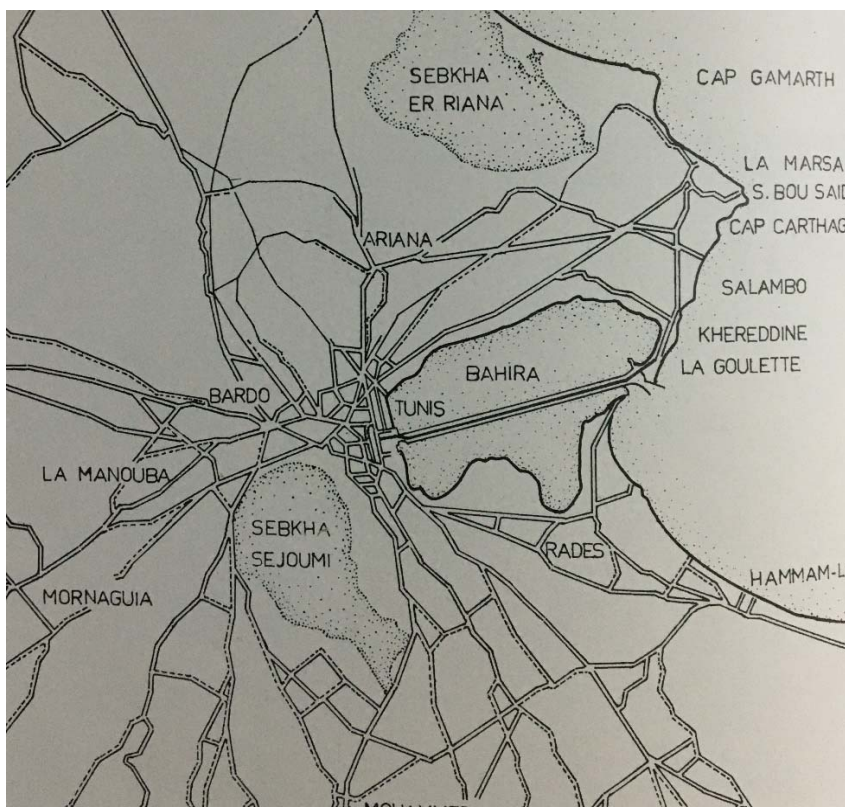 SEBKHA
ER RIANA
CAP GAMARTH
LA MARSA
S. BOU SAID
CAP CARTHAG
ARIANA
SALAMBO
KHEREDDINE
LA GOULETTE
BAHIRA
BARDO
TUNIS
LA MANOUBA
SEBKHA
SEJOUMI
RADES
HAMMAM-L
MORNAGUIA